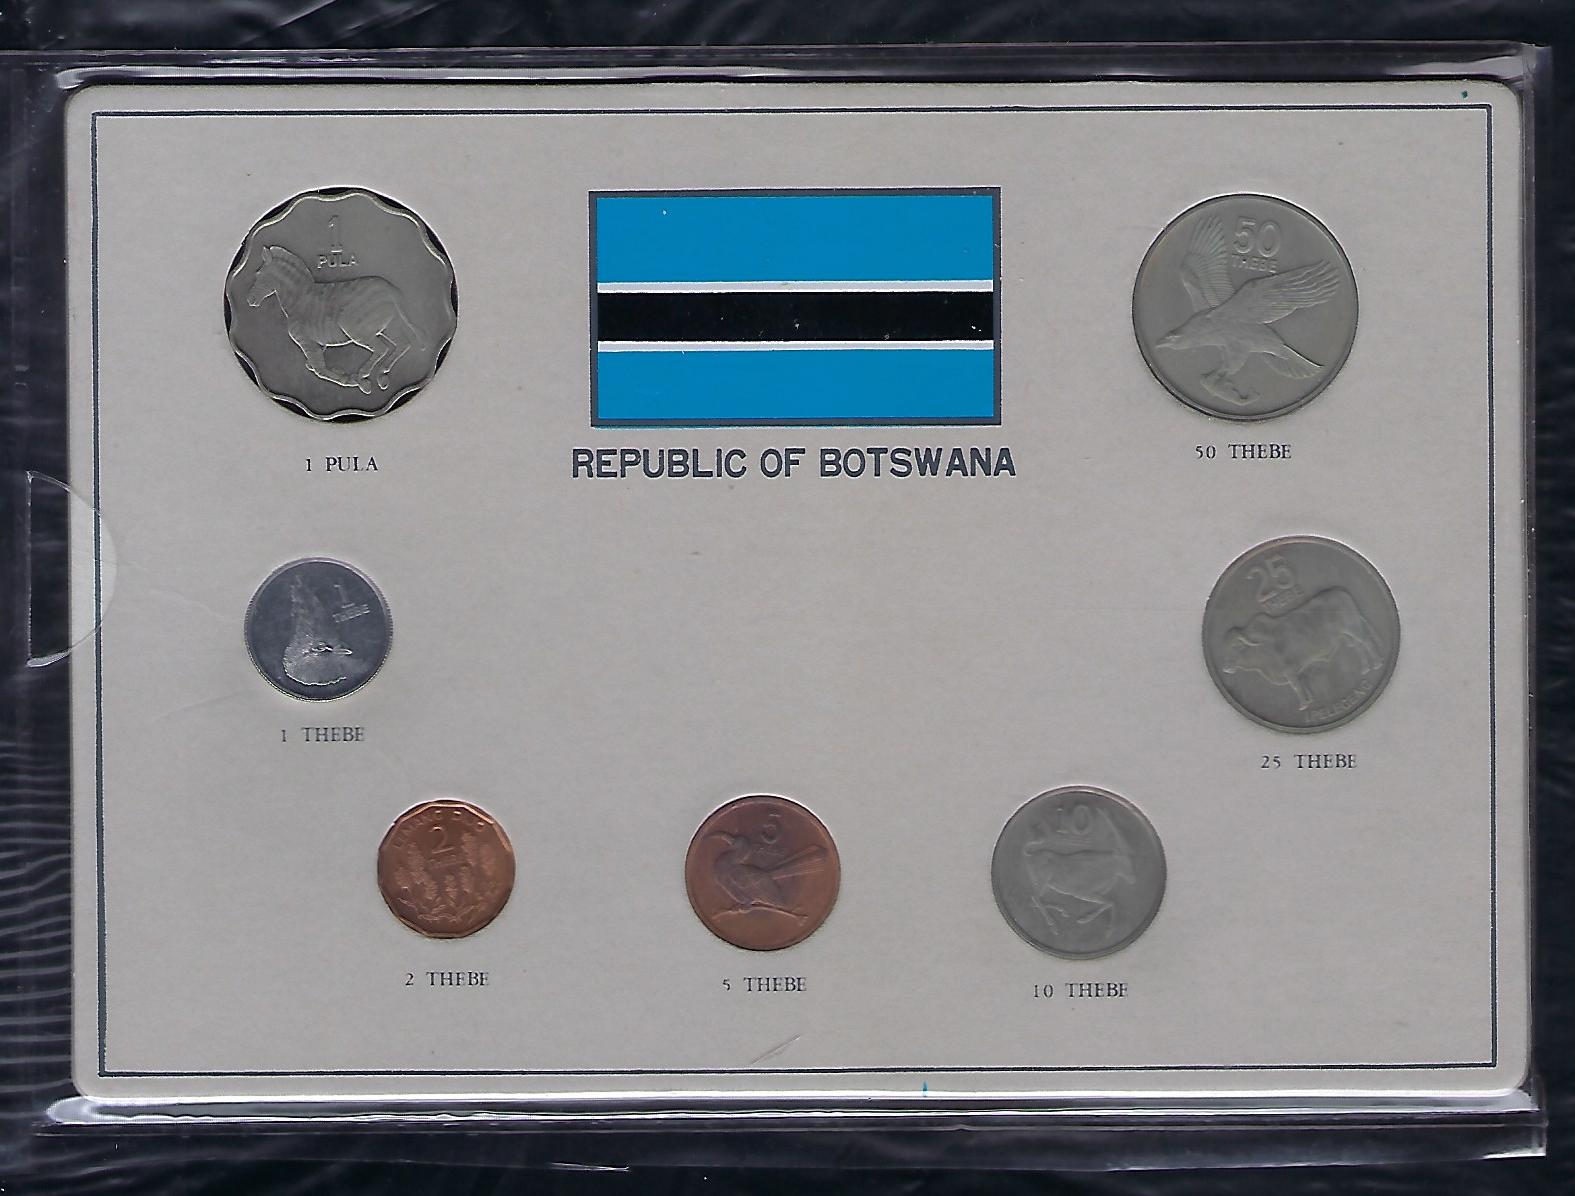 1
PULA
50
THEBE
1 PULA
REPUBLIC OF BOTSWANA
50 THEBE
1
THEBE
25
THEBE
IPELEGENG
1 THEBE
25 THEBE
2
5
10
2 THEBE
5 THEBE
10 THEBE